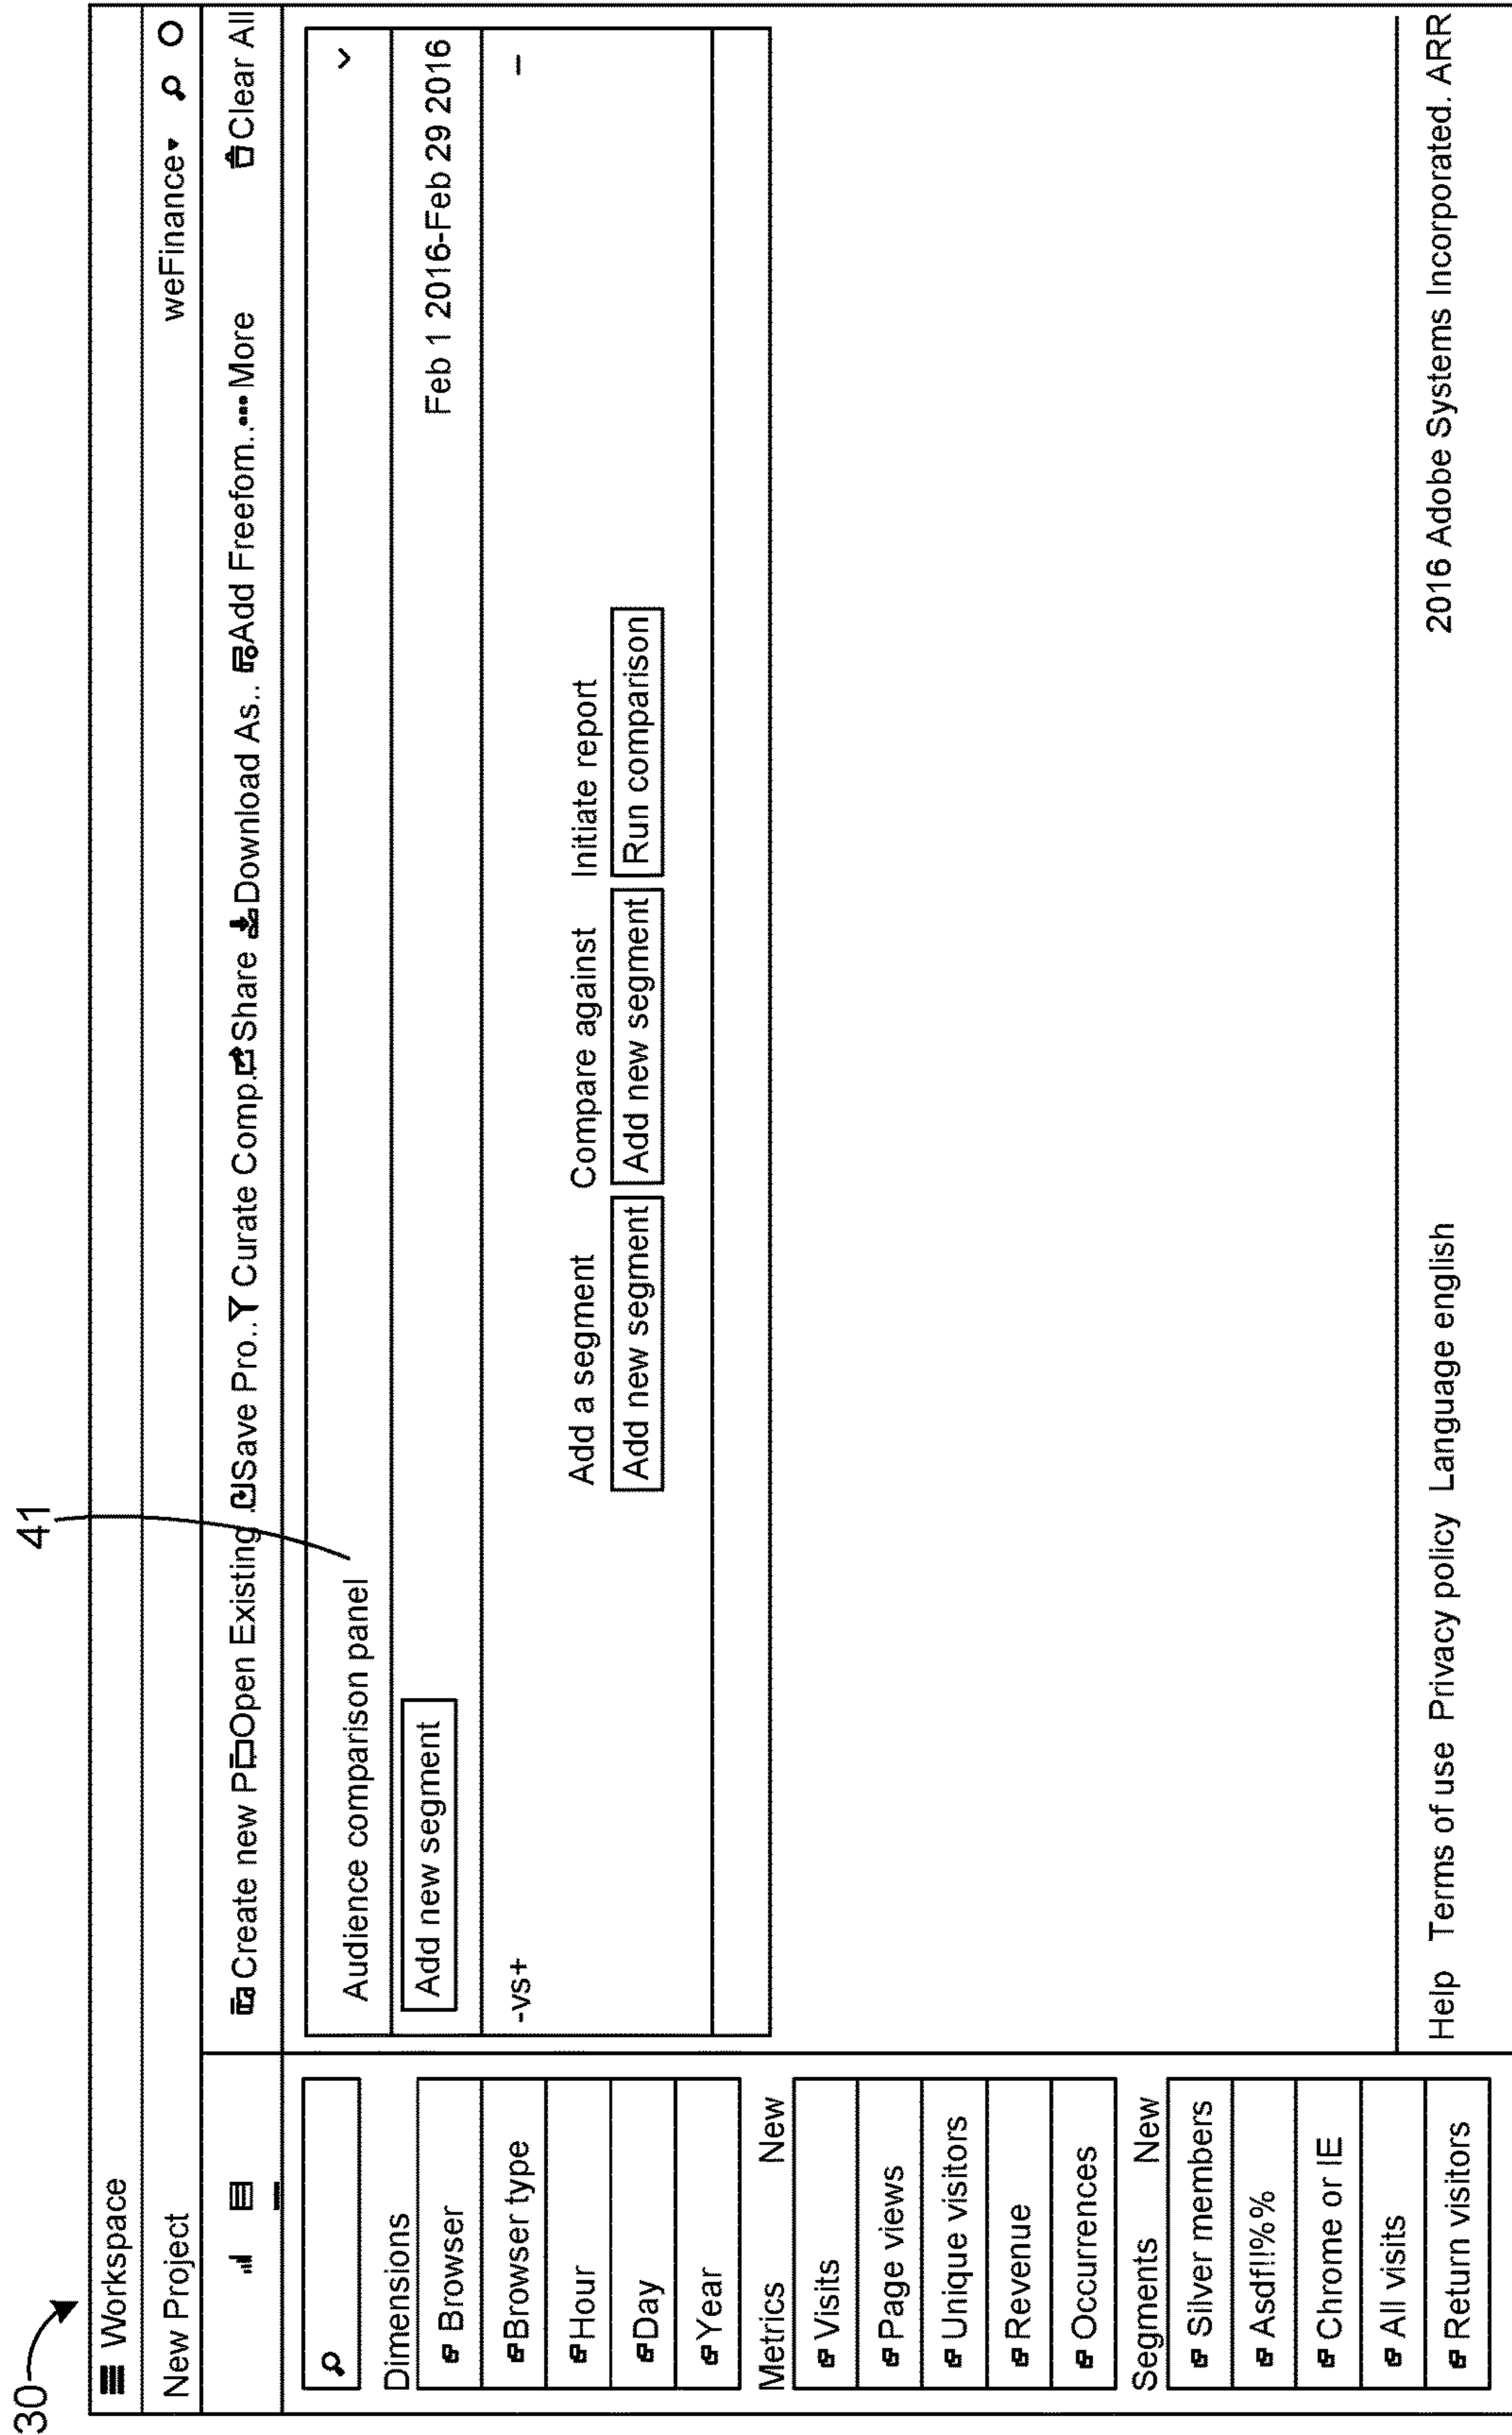 30
41
Workspace
New Project
weFinance
Create new P Open Existing. Save Pro.. Curate Comp. Share Download As.. Add Freefom.. ••• More
Clear All
Audience comparison panel
Add new segment
Feb 1 2016-Feb 29 2016
-vs+
–
Add a segment
Compare against
Initiate report
Add new segment
Add new segment
Run comparison
Dimensions
Browser
Browser type
Hour
Day
Year
Metrics New
Visits
Page views
Unique visitors
Revenue
Occurrences
Segments New
Silver members
Asdf!!%%
Chrome or IE
All visits
Return visitors
Help Terms of use Privacy policy Language english
2016 Adobe Systems Incorporated. ARR